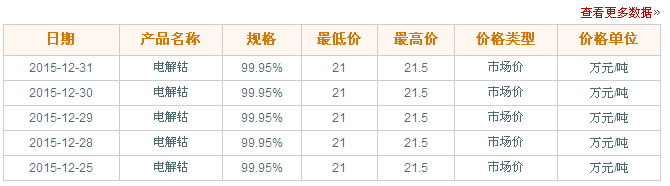 查看更多数据»
日期 产品名称 规格 最低价 最高价 价格类型 价格单位
2015-12-31 电解钴 99.95% 21 21.5 市场价 万元/吨
2015-12-30 电解钴 99.95% 21 21.5 市场价 万元/吨
2015-12-29 电解钴 99.95% 21 21.5 市场价 万元/吨
2015-12-28 电解钴 99.95% 21 21.5 市场价 万元/吨
2015-12-25 电解钴 99.95% 21 21.5 市场价 万元/吨